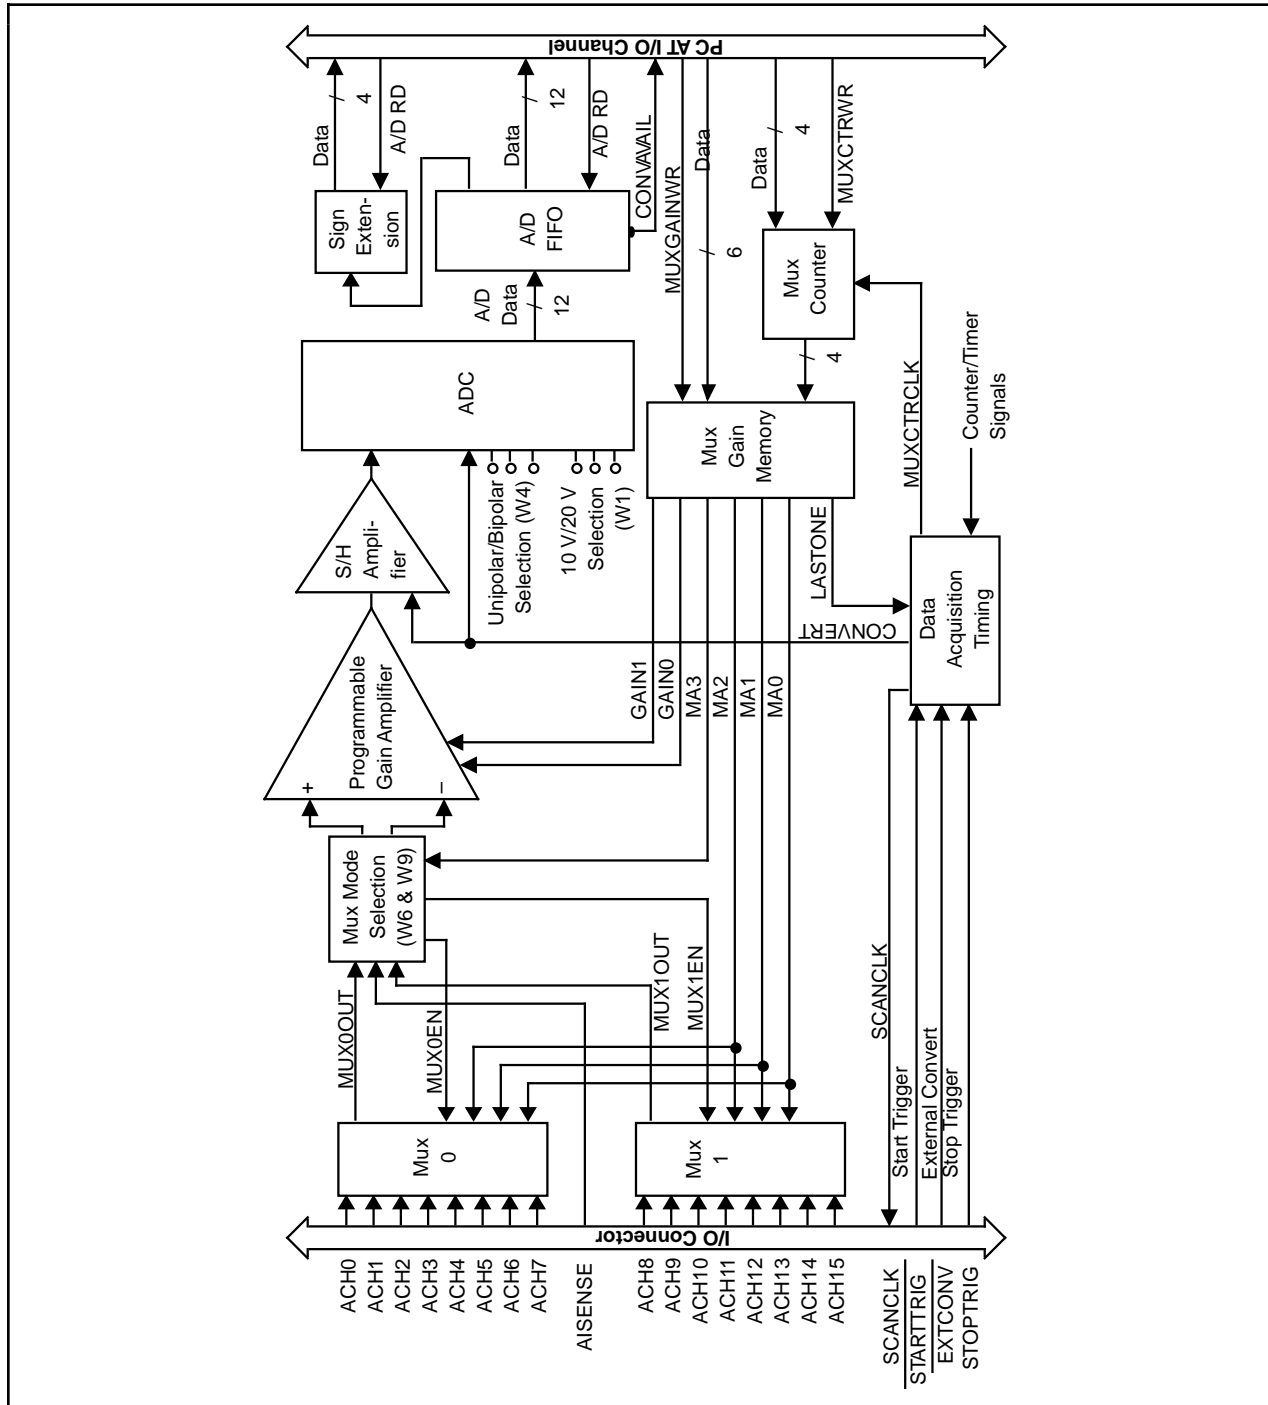 PC AT I/O Channel
Data
4
A/D RD
Data
12
A/D RD
CONVAVAIL
MUXGAINWR
Data
6
Data
4
MUXCTRWR
Sign
Exten-
sion
A/D
FIFO
Mux
Counter
A/D
Data
12
4
ADC
Mux
Gain
Memory
MUXCTRCLK
Counter/Timer
Signals
S/H
Ampli-
fier
Unipolar/Bipolar
Selection (W4)
10 V/20 V
Selection
(W1)
LASTONE
CONVERT
Data
Acquisition
Timing
Programmable
Gain Amplifier
+
–
GAIN1
GAIN0
MA3
MA2
MA1
MA0
Mux Mode
Selection
(W6 & W9)
MUX0OUT
MUX0EN
MUX1OUT
MUX1EN
SCANCLK
Start Trigger
External Convert
Stop Trigger
Mux
0
Mux
1
I/O Connector
ACH0
ACH1
ACH2
ACH3
ACH4
ACH5
ACH6
ACH7
AISENSE
ACH8
ACH9
ACH10
ACH11
ACH12
ACH13
ACH14
ACH15
SCANCLK
STARTTRIG
EXTCONV
STOPTRIG